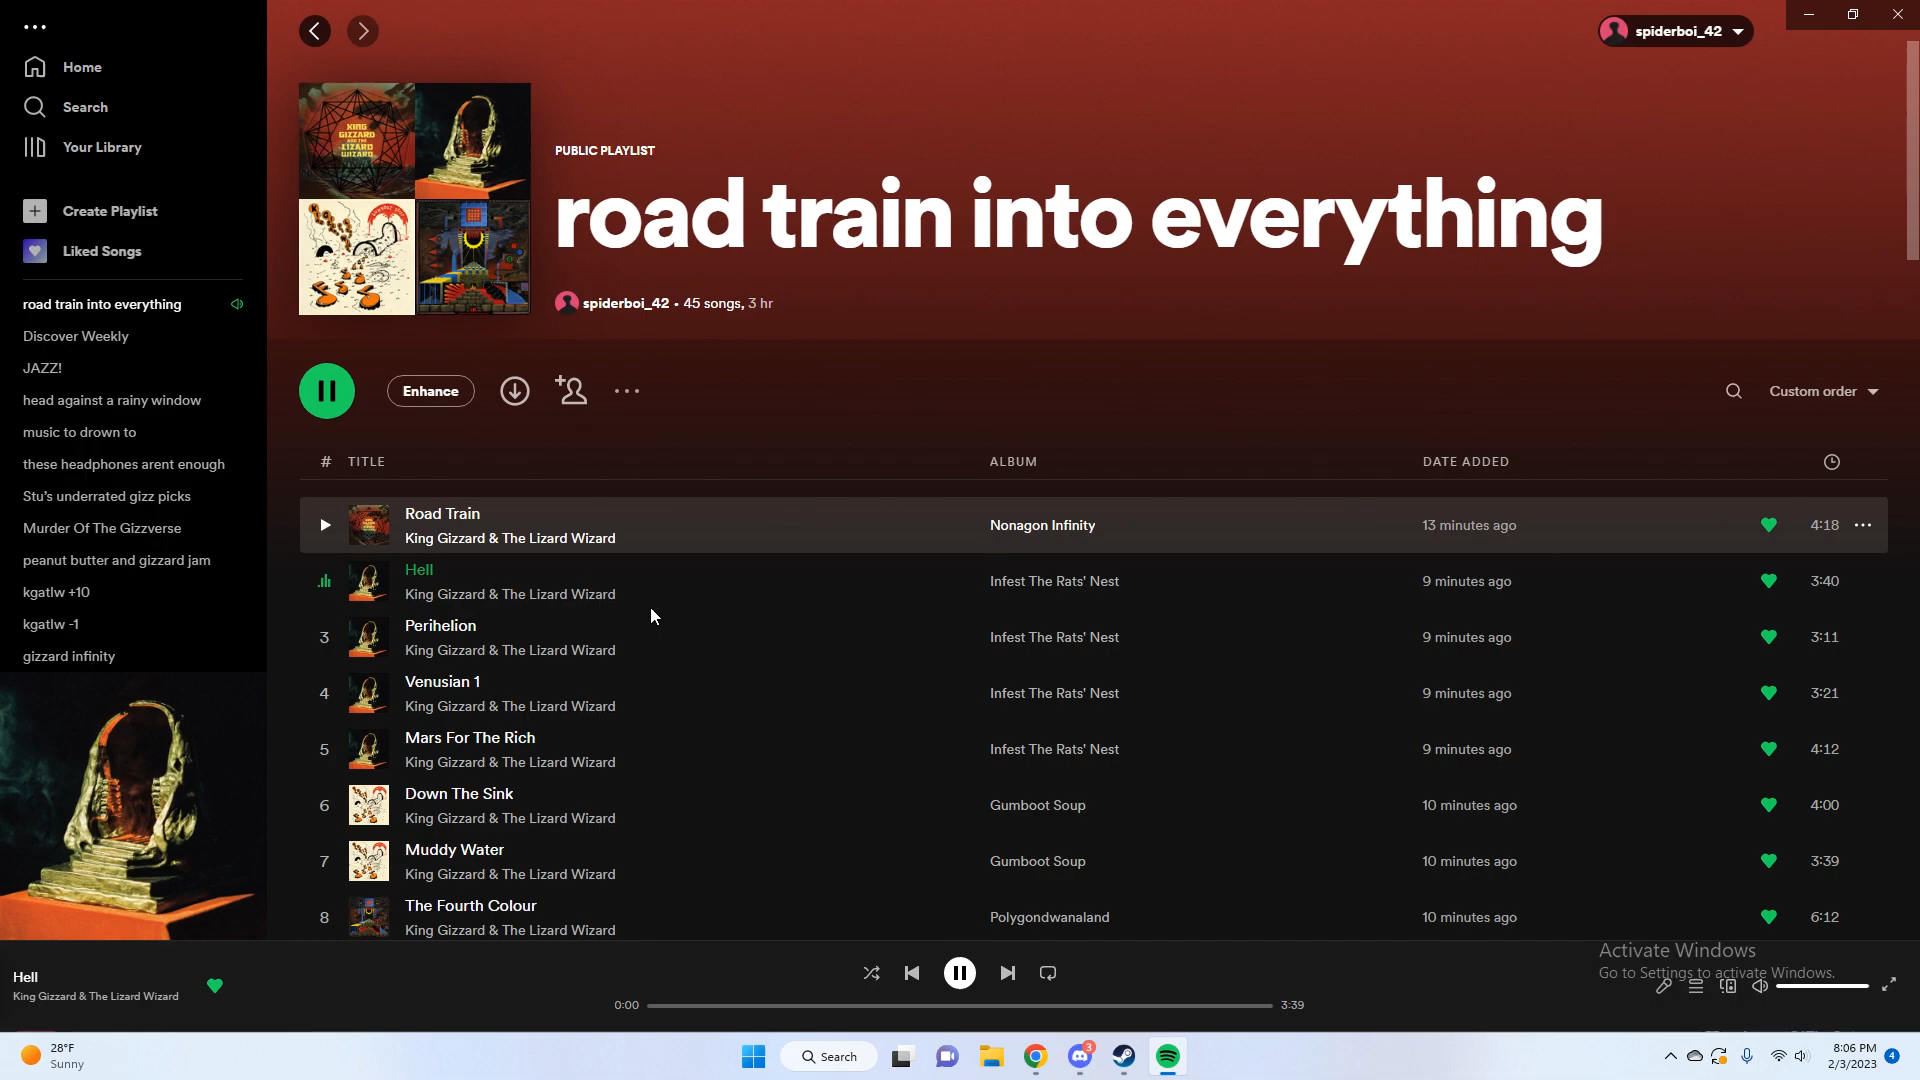 Home
Search
Your Library
Create Playlist
Liked Songs
road train into everything
Discover Weekly
JAZZ!
head against a rainy window
music to drown to
these headphones arent enough
Stu's underrated gizz picks
Murder Of The Gizzverse
peanut butter and gizzard jam
kgatlw +10
kgatlw -1
gizzard infinity
spiderboi_42
KING GIZZARD AND THE LIZARD WIZARD
PUBLIC PLAYLIST
road train into everything
spiderboi_42 • 45 songs, 3 hr
Enhance
Custom order
# TITLE ALBUM DATE ADDED
Road Train
King Gizzard & The Lizard Wizard
Nonagon Infinity 13 minutes ago 4:18
Hell
King Gizzard & The Lizard Wizard
Infest The Rats' Nest 9 minutes ago 3:40
3 Perihelion
King Gizzard & The Lizard Wizard
Infest The Rats' Nest 9 minutes ago 3:11
4 Venusian 1
King Gizzard & The Lizard Wizard
Infest The Rats' Nest 9 minutes ago 3:21
5 Mars For The Rich
King Gizzard & The Lizard Wizard
Infest The Rats' Nest 9 minutes ago 4:12
6 Down The Sink
King Gizzard & The Lizard Wizard
Gumboot Soup 10 minutes ago 4:00
7 Muddy Water
King Gizzard & The Lizard Wizard
Gumboot Soup 10 minutes ago 3:39
8 The Fourth Colour
King Gizzard & The Lizard Wizard
Polygondwanaland 10 minutes ago 6:12
Hell
King Gizzard & The Lizard Wizard
0:00 3:39
Activate Windows
Go to Settings to activate Windows.
28°F
Sunny
Search
3
8:06 PM
2/3/2023
4